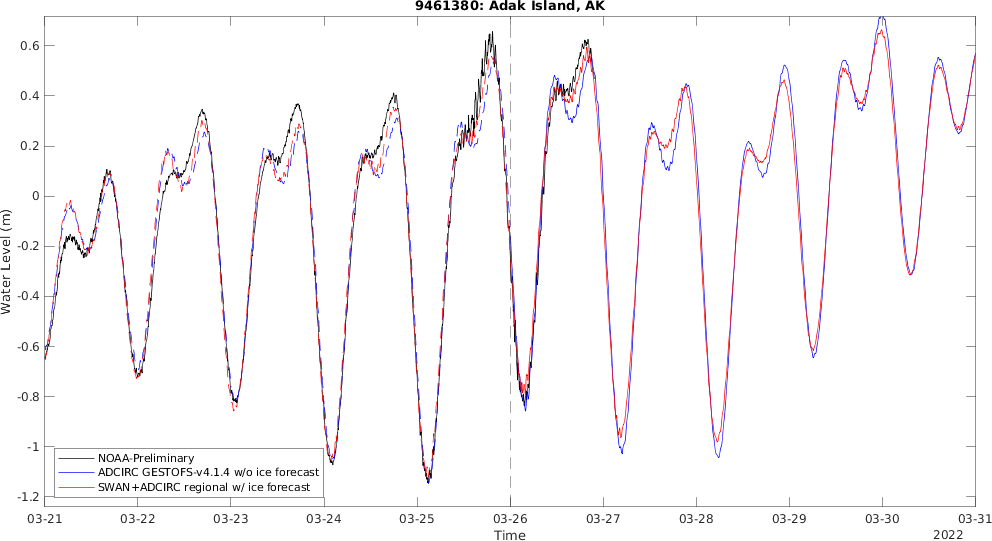 9461380: Adak Island, AK
Water Level (m)
0.6
0.4
0.2
0
-0.2
-0.4
-0.6
-0.8
-1
-1.2
NOAA-Preliminary
ADCIRC GESTOFS-v4.1.4 w/o ice forecast
SWAN+ADCIRC regional w/ ice forecast
03-21 03-22 03-23 03-24 03-25 03-26 03-27 03-28 03-29 03-30 03-31
Time
2022